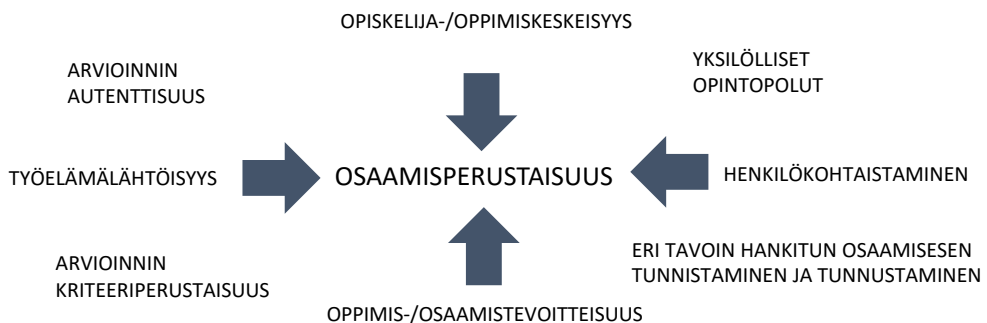 OPISKELIJA-/OPPIMISKESKEISYYS
ARVIOINNIN
AUTENTTISUUS
YKSILÖLLISET
OPINTOPOLUT
TYÖELÄMÄLÄHTÖISYYS
OSAAMISPERUSTAISUUS
HENKILÖKOHTAISTAMINEN
ARVIOINNIN
KRITEERIPERUSTAISUUS
ERI TAVOIN HANKITUN OSAAMISESEN
TUNNISTAMINEN JA TUNNUSTAMINEN
OPPIMIS-/OSAAMISTEVOITTEISUUS